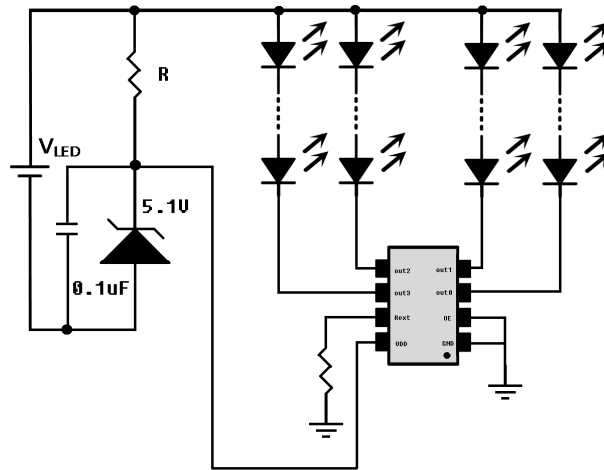 R
VLED
5.1V
0.1uF
out2
out1
out3
out0
Rext
OE
VDD
GND